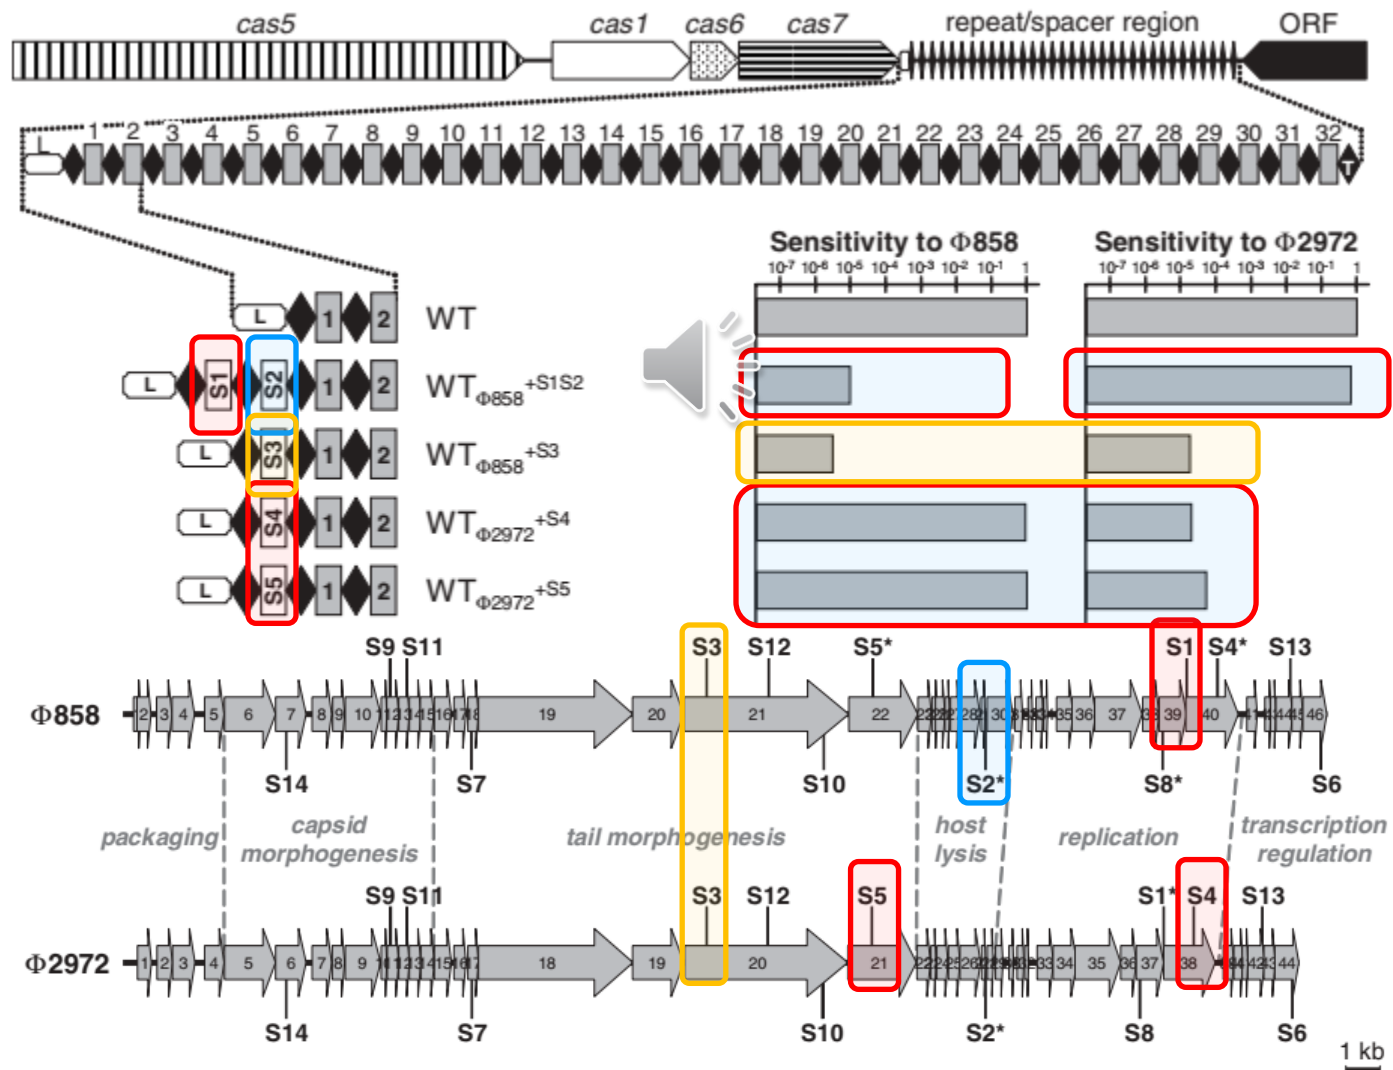 cas5 cas1 cas6 cas7 repeat/spacer region ORF
L 1 2 3 4 5 6 7 8 9 10 11 12 13 14 15 16 17 18 19 20 21 22 23 24 25 26 27 28 29 30 31 32 T
Sensitivity to Φ858 Sensitivity to Φ2972
10-7 10-6 10-5 10-4 10-3 10-2 10-1 1 10-7 10-6 10-5 10-4 10-3 10-2 10-1 1
L 1 2 WT
L S1 S2 1 2 WTΦ858+S1S2
L S3 1 2 WTΦ858+S3
L S4 1 2 WTΦ2972+S4
L S5 1 2 WTΦ2972+S5
S9 S11 S3 S12 S5* S1 S4* S13
Φ858 2 3 4 5 6 7 8 9 10 19 20 21 22 30 35 36 37 39 40 46
S14 S7 S10 S2* S8* S6
packaging capsid morphogenesis tail morphogenesis host lysis replication transcription regulation
S9 S11 S3 S12 S5 S1* S4 S13
Φ2972 1 2 3 4 5 6 7 8 9 18 19 20 21 33 34 35 36 37 38 44
S14 S7 S10 S2* S8 S6
1 kb